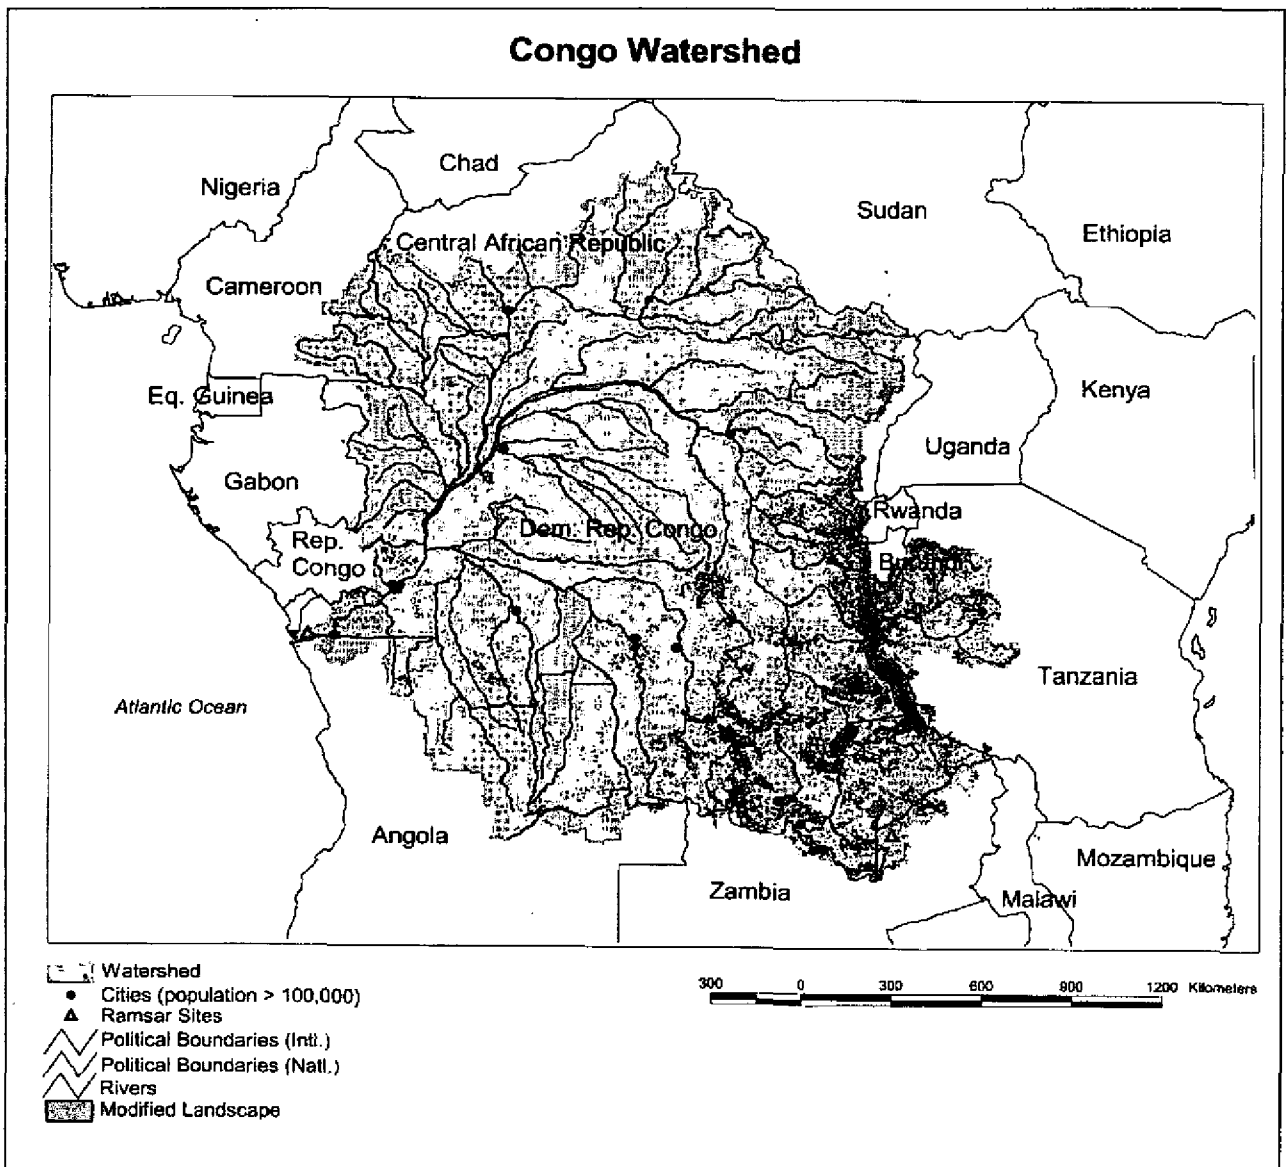 Congo Watershed
Chad
Nigeria
Sudan
Ethiopia
Central African Republic
Cameroon
Eq. Guinea
Kenya
Uganda
Gabon
Rwanda
Dem. Rep. Congo
Rep.
Congo
Burundi
Tanzania
Atlantic Ocean
Angola
Mozambique
Zambia
Malawi
Watershed
Cities (population > 100,000)
Ramsar Sites
Political Boundaries (Intl.)
Political Boundaries (Natl.)
Rivers
Modified Landscape
300 0 300 600 900 1200 Kilometers